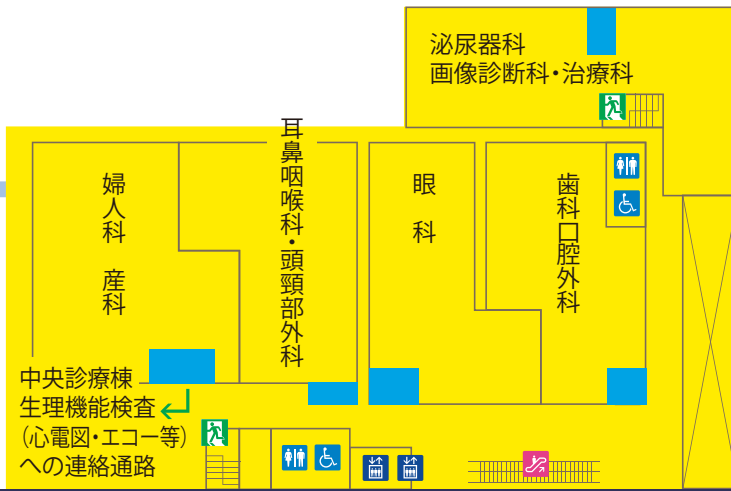 泌尿器科
画像診断科・治療科
婦人科 産科
耳鼻咽喉科・頭頸部外科
眼科
歯科口腔外科
中央診療棟
生理機能検査
（心電図・エコー等）
への連絡通路